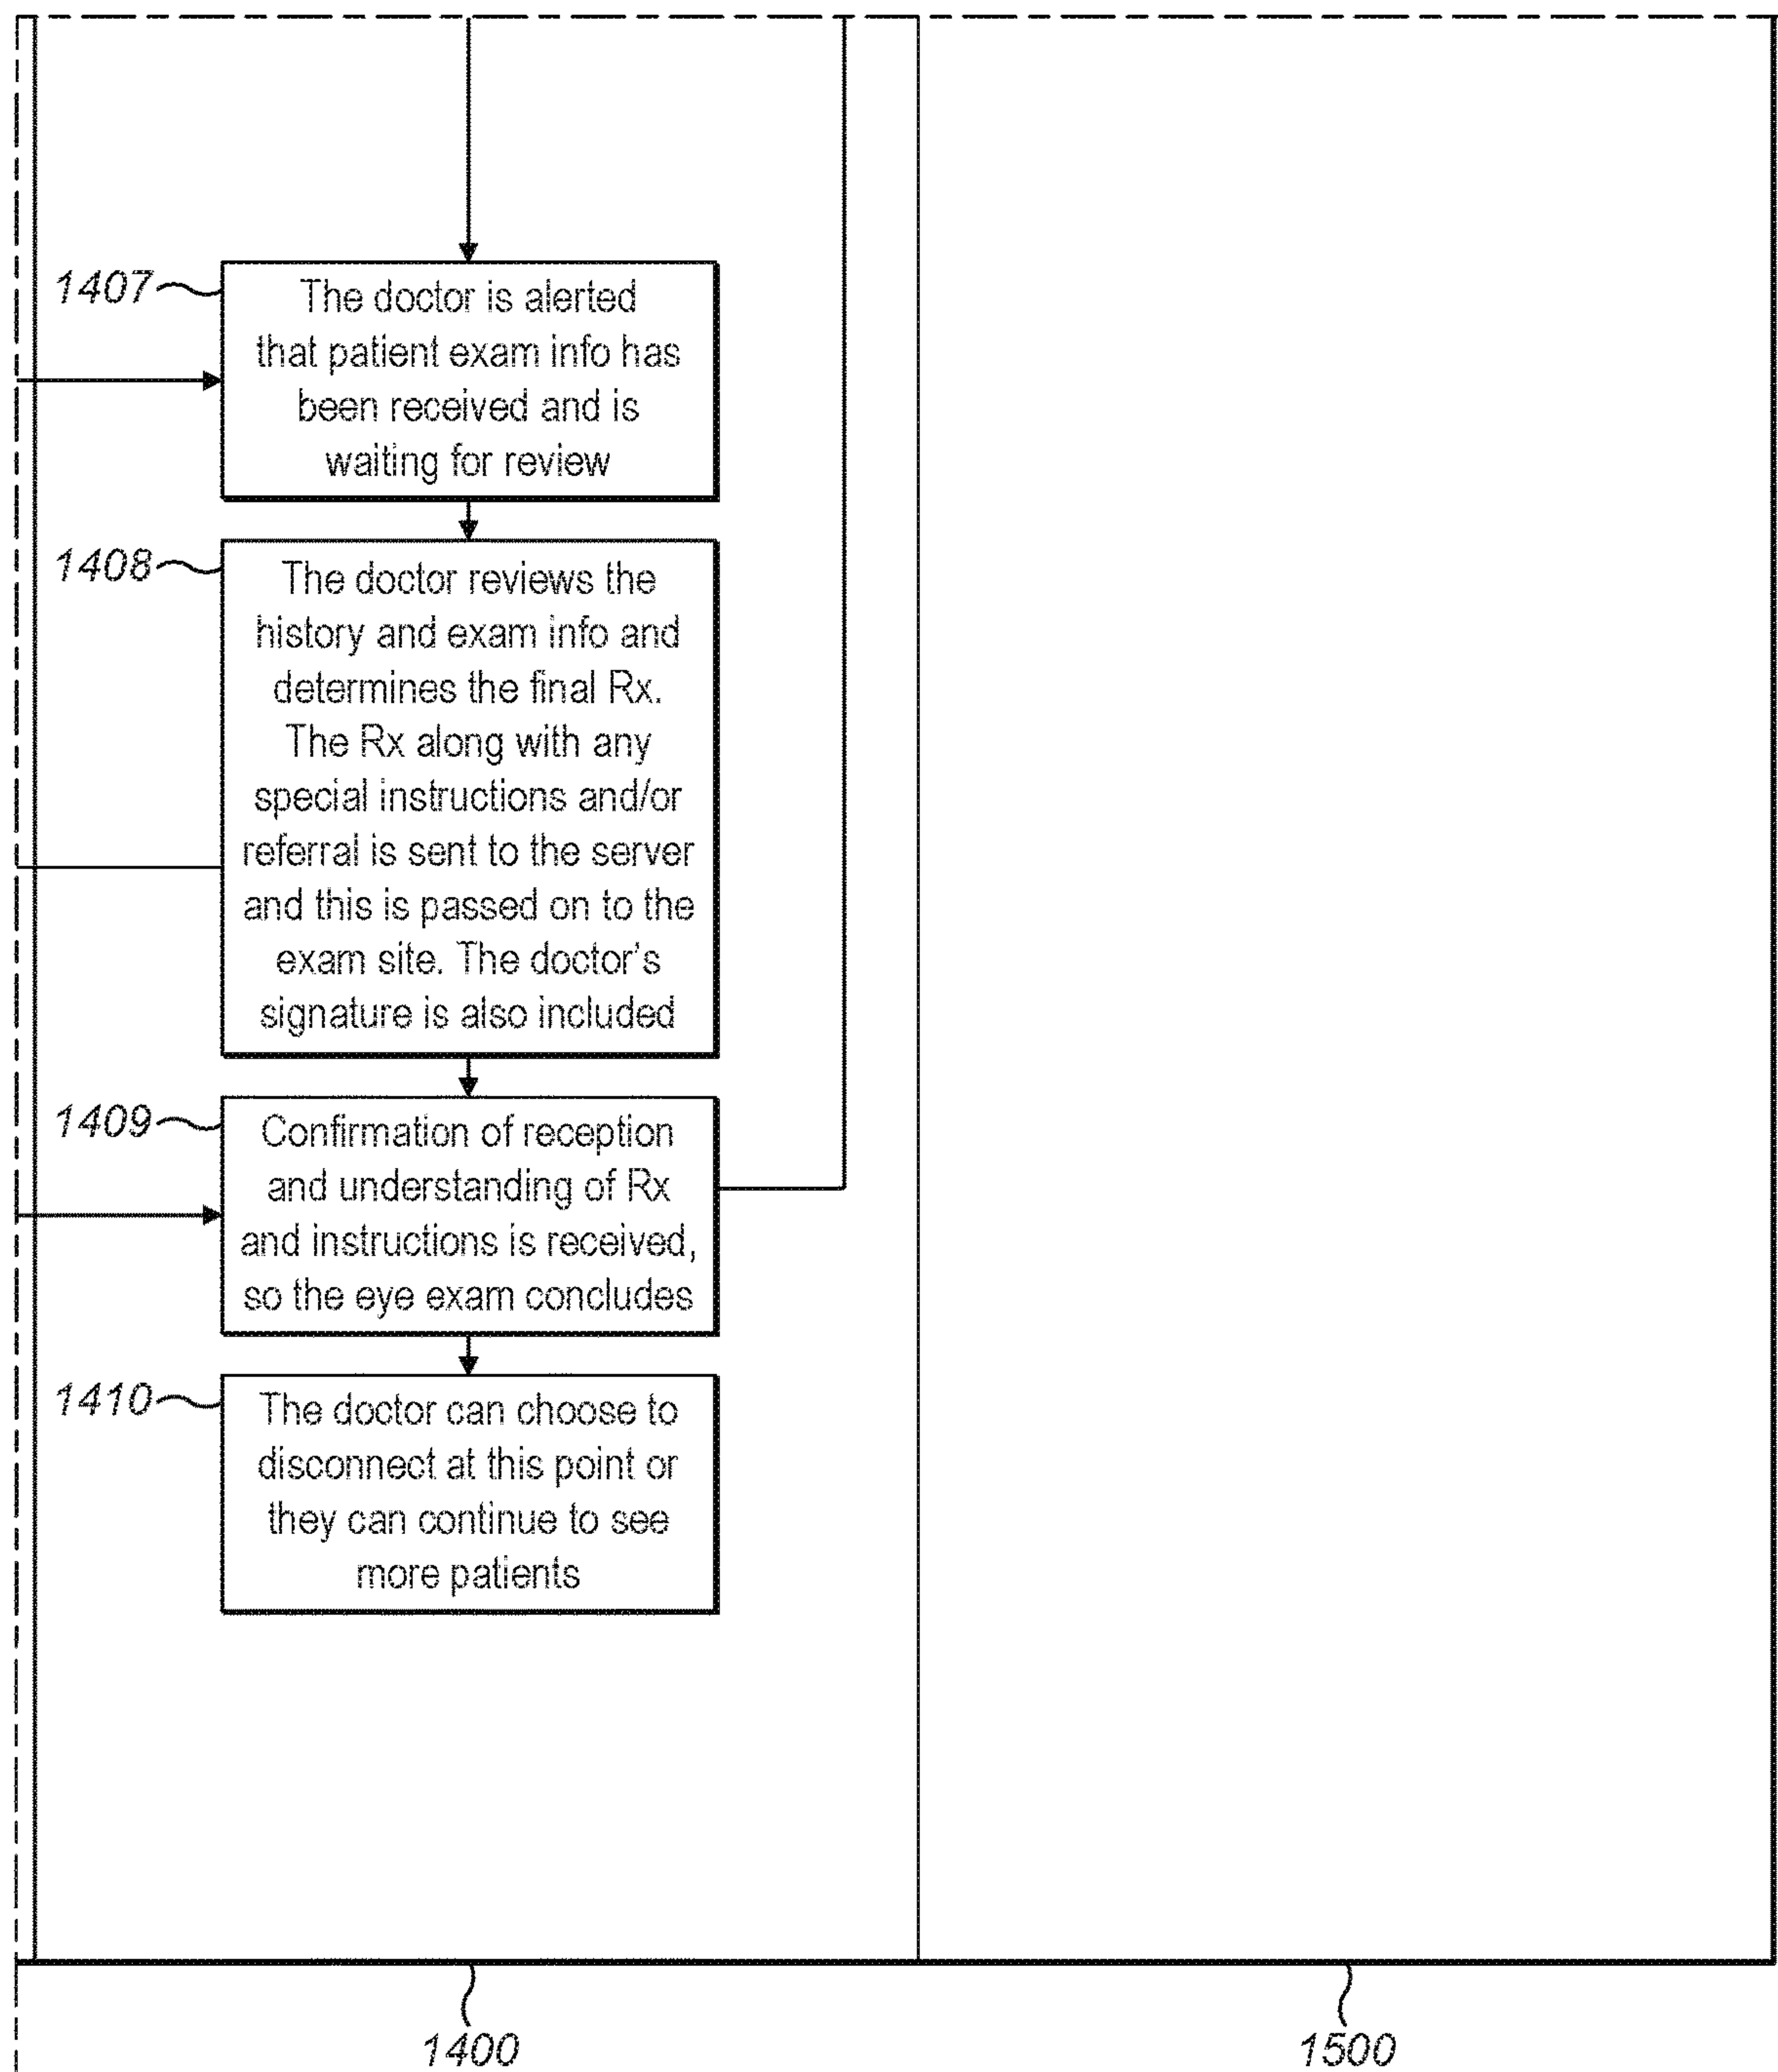 1407
The doctor is alerted
that patient exam info has
been received and is
waiting for review
1408
The doctor reviews the
history and exam info and
determines the final Rx.
The Rx along with any
special instructions and/or
referral is sent to the server
and this is passed on to the
exam site. The doctor's
signature is also included
1409
Confirmation of reception
and understanding of Rx
and instructions is received,
so the eye exam concludes
1410
The doctor can choose to
disconnect at this point or
they can continue to see
more patients
1400
1500